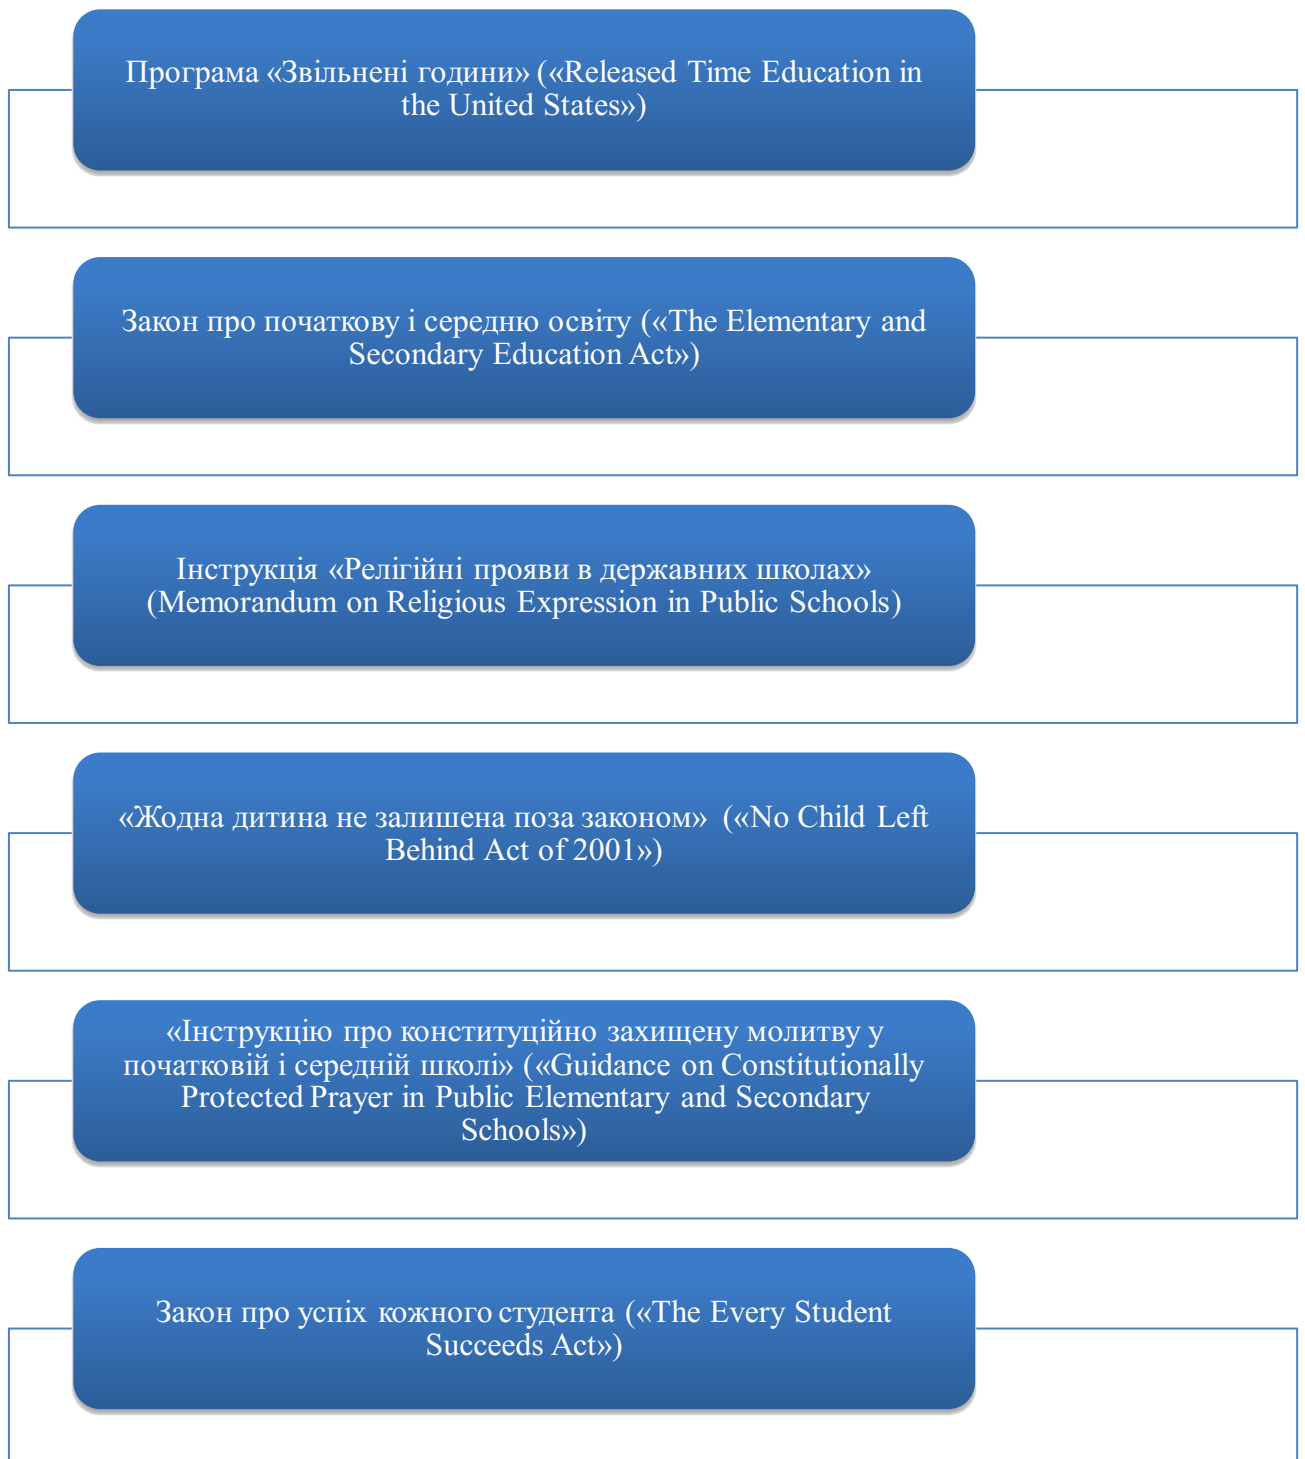 Програма «Звільнені години» («Released Time Education in
the United States»)
Закон про початкову і середню освіту («The Elementary and
Secondary Education Act»)
Інструкція «Релігійні прояви в державних школах»
(Memorandum on Religious Expression in Public Schools)
«Жодна дитина не залишена поза законом» («No Child Left
Behind Act of 2001»)
«Інструкцію про конституційно захищену молитву у
початковій і середній школі» («Guidance on Constitutionally
Protected Prayer in Public Elementary and Secondary
Schools»)
Закон про успіх кожного студента («The Every Student
Succeeds Act»)